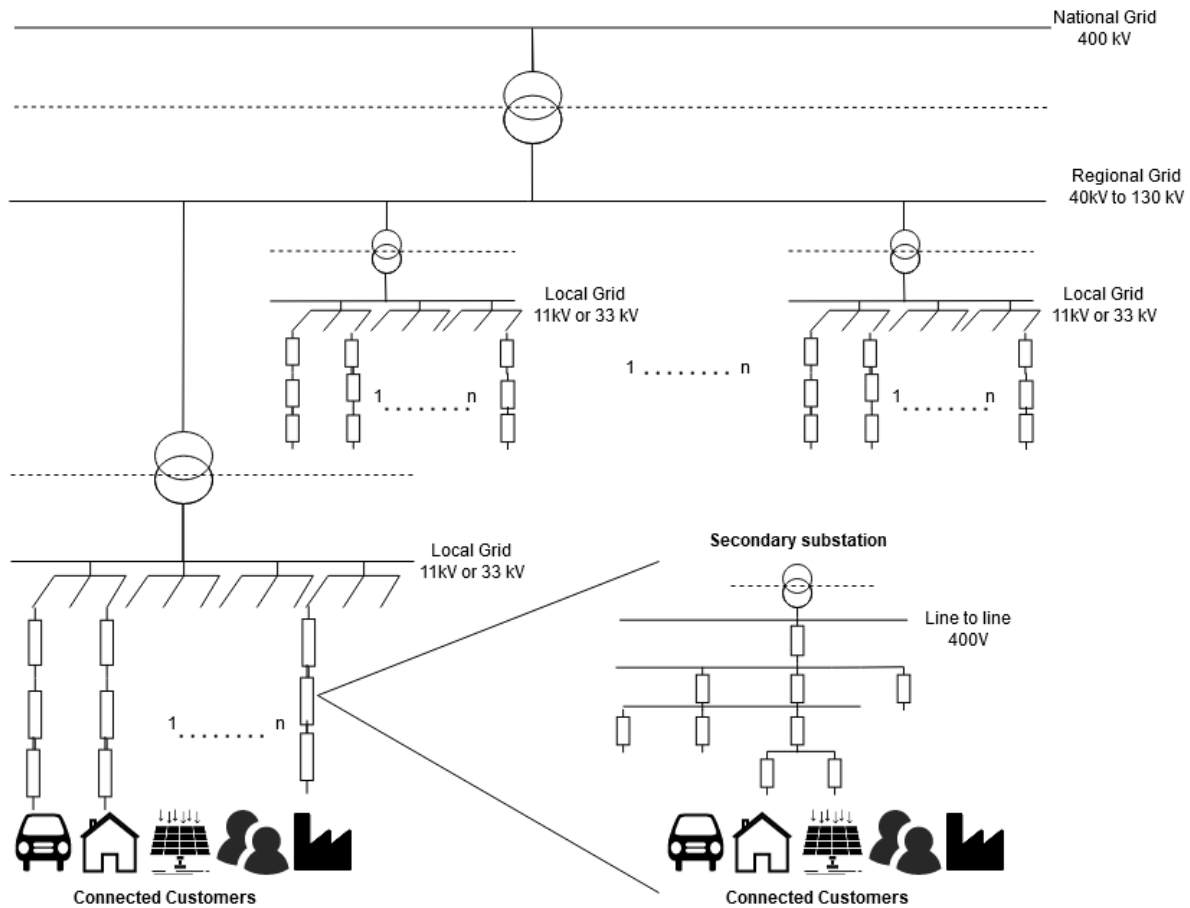 National Grid
400 kV
Regional Grid
40kV to 130 kV
Local Grid
11kV or 33 kV
Local Grid
11kV or 33 kV
1 ........ n
1 ........ n
1 ........ n
Local Grid
11kV or 33 kV
Secondary substation
Line to line
400V
1 ........ n
Connected Customers
Connected Customers